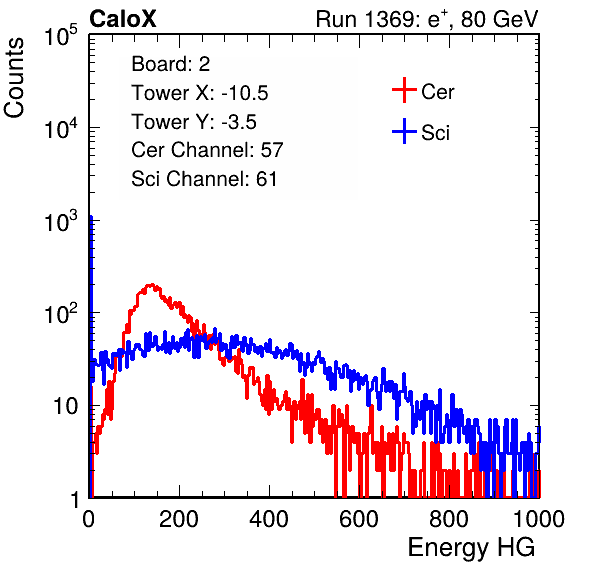 CaloX Run 1369: e⁺, 80 GeV
Counts
10⁵
10⁴
10³
10²
10
1
Board: 2
Tower X: -10.5
Tower Y: -3.5
Cer Channel: 57
Sci Channel: 61
Cer
Sci
0 200 400 600 800 1000
Energy HG